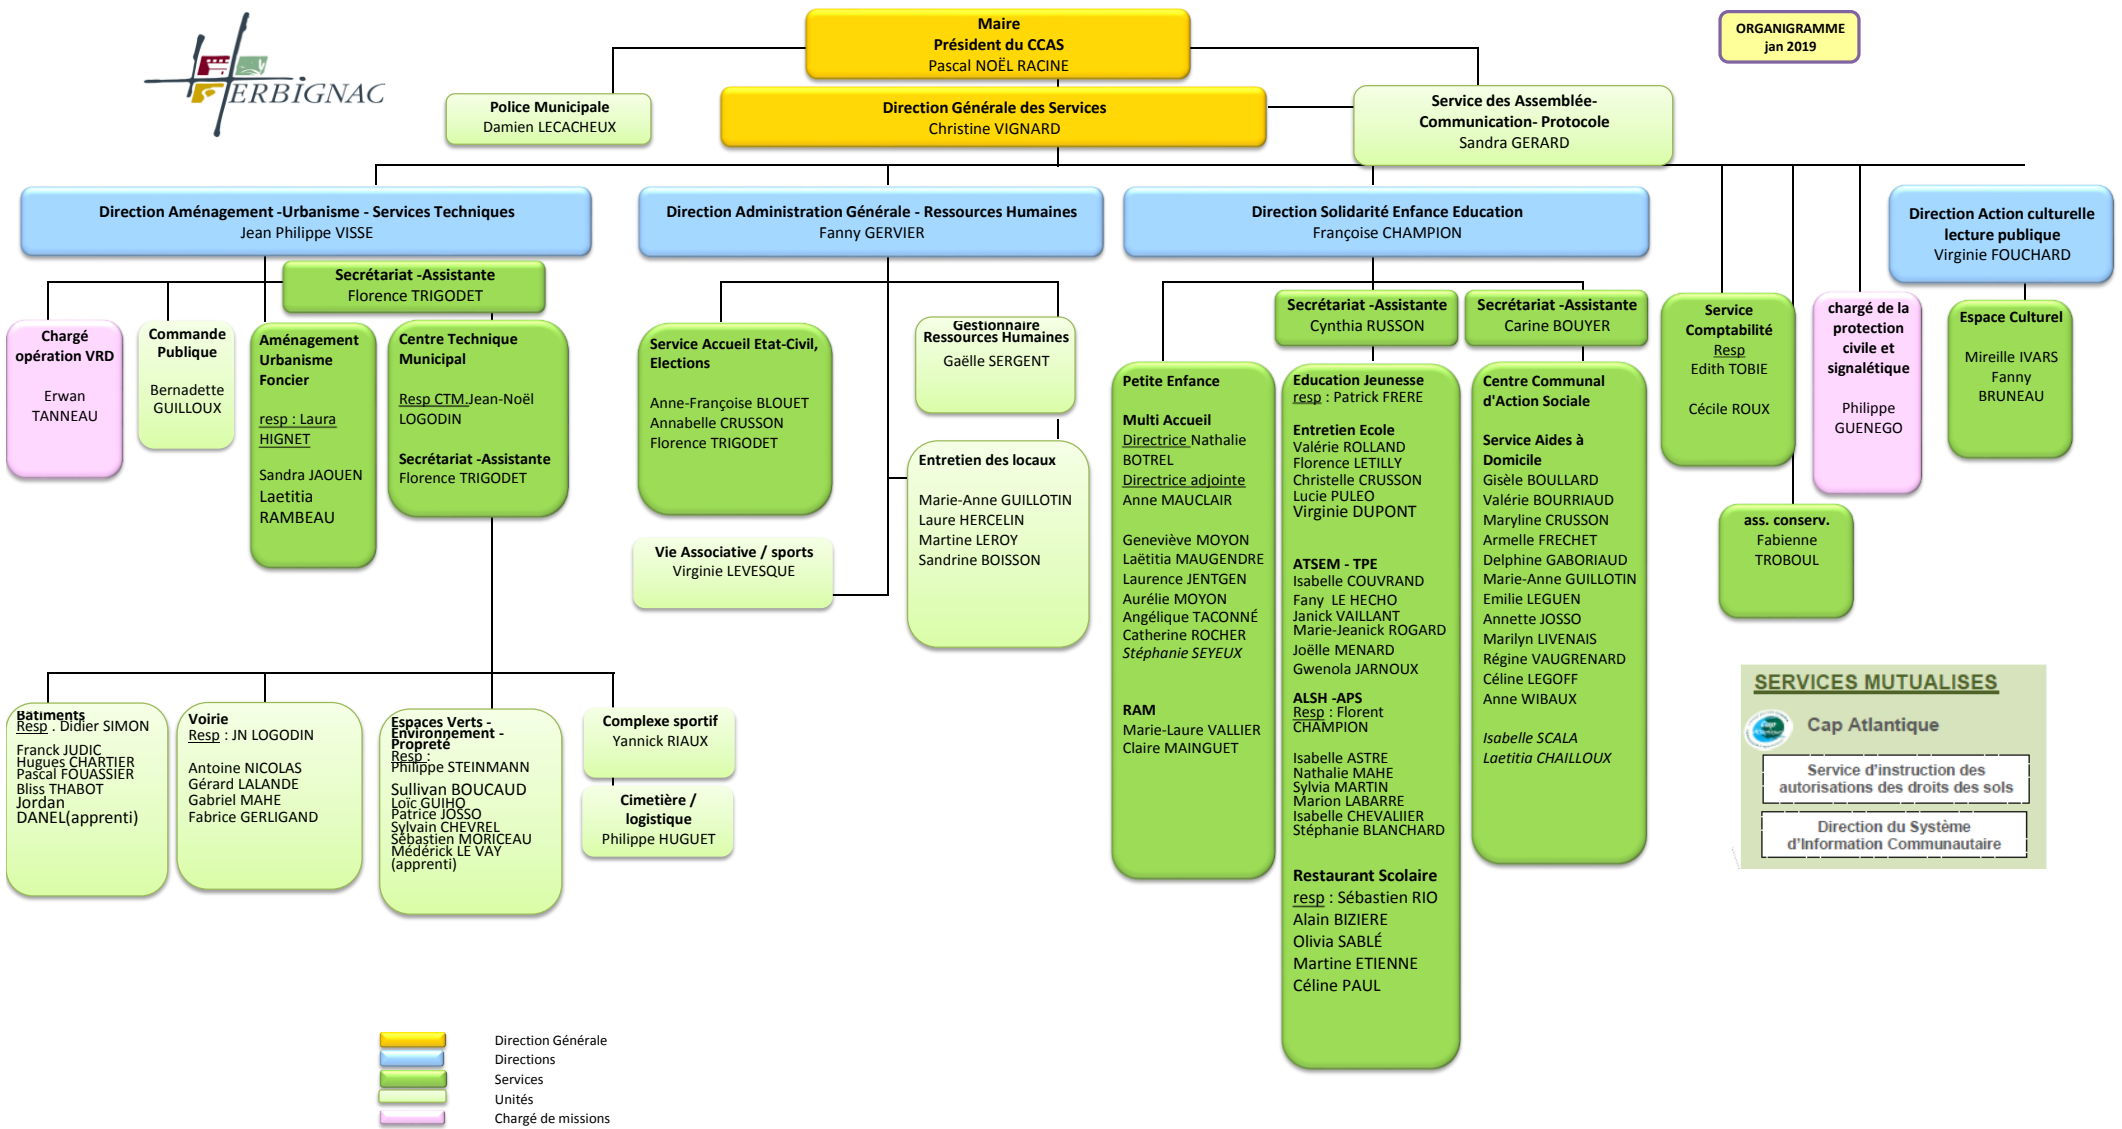 HERBIGNAC
Maire
Président du CCAS
Pascal NOËL RACINE
ORGANIGRAMME
jan 2019
Police Municipale
Damien LECACHEUX
Direction Générale des Services
Christine VIGNARD
Service des Assemblée-
Communication- Protocole
Sandra GERARD
Direction Aménagement -Urbanisme - Services Techniques
Jean Philippe VISSE
Direction Administration Générale - Ressources Humaines
Fanny GERVIER
Direction Solidarité Enfance Education
Françoise CHAMPION
Direction Action culturelle
lecture publique
Virginie FOUCHARD
Secrétariat -Assistante
Florence TRIGODET
Chargé
opération VRD
Erwan
TANNEAU
Commande
Publique
Bernadette
GUILLOUX
Aménagement
Urbanisme
Foncier
resp : Laura
HIGNET
Sandra JAOUEN
Laetitia
RAMBEAU
Centre Technique
Municipal
Resp CTM.Jean-Noël
LOGODIN
Secrétariat -Assistante
Florence TRIGODET
Service Accueil Etat-Civil,
Elections
Anne-Françoise BLOUET
Annabelle CRUSSON
Florence TRIGODET
Gestionnaire
Ressources Humaines
Gaëlle SERGENT
Entretien des locaux
Marie-Anne GUILLOTIN
Laure HERCELIN
Martine LEROY
Sandrine BOISSON
Vie Associative / sports
Virginie LEVESQUE
Secrétariat -Assistante
Cynthia RUSSON
Secrétariat -Assistante
Carine BOUYER
Petite Enfance
Multi Accueil
Directrice Nathalie
BOTREL
Directrice adjointe
Anne MAUCLAIR
Geneviève MOYON
Laëtitia MAUGENDRE
Laurence JENTGEN
Aurélie MOYON
Angélique TACONNÉ
Catherine ROCHER
Stéphanie SEYEUX
RAM
Marie-Laure VALLIER
Claire MAINGUET
Education Jeunesse
resp : Patrick FRERE
Entretien Ecole
Valérie ROLLAND
Florence LETILLY
Christelle CRUSSON
Lucie PULEO
Virginie DUPONT
ATSEM - TPE
Isabelle COUVRAND
Fany LE HECHO
Janick VAILLANT
Marie-Jeanick ROGARD
Joëlle MENARD
Gwenola JARNOUX
ALSH -APS
Resp : Florent
CHAMPION
Isabelle ASTRE
Nathalie MAHE
Sylvia MARTIN
Marion LABARRE
Isabelle CHEVALIIER
Stéphanie BLANCHARD
Restaurant Scolaire
resp : Sébastien RIO
Alain BIZIERE
Olivia SABLÉ
Martine ETIENNE
Céline PAUL
Centre Communal
d'Action Sociale
Service Aides à
Domicile
Gisèle BOULLARD
Valérie BOURRIAUD
Maryline CRUSSON
Armelle FRECHET
Delphine GABORIAUD
Marie-Anne GUILLOTIN
Emilie LEGUEN
Annette JOSSO
Marilyn LIVENAIS
Régine VAUGRENARD
Céline LEGOFF
Anne WIBAUX
Isabelle SCALA
Laetitia CHAILLOUX
Service
Comptabilité
Resp
Edith TOBIE
Cécile ROUX
ass. conserv.
Fabienne
TROBOUL
chargé de la
protection
civile et
signalétique
Philippe
GUENEGO
Espace Culturel
Mireille IVARS
Fanny
BRUNEAU
Bâtiments
Resp . Didier SIMON
Franck JUDIC
Hugues CHARTIER
Pascal FOUASSIER
Bliss THABOT
Jordan
DANEL(apprenti)
Voirie
Resp : JN LOGODIN
Antoine NICOLAS
Gérard LALANDE
Gabriel MAHE
Fabrice GERLIGAND
Espaces Verts -
Environnement -
Propreté
Resp :
Philippe STEINMANN
Sullivan BOUCAUD
Loïc GUIHO
Patrice JOSSO
Sylvain CHEVREL
Sébastien MORICEAU
Médérick LE VAY
(apprenti)
Complexe sportif
Yannick RIAUX
Cimetière /
logistique
Philippe HUGUET
SERVICES MUTUALISES
Cap Atlantique
Service d'instruction des
autorisations des droits des sols
Direction du Système
d'Information Communautaire
Direction Générale
Directions
Services
Unités
Chargé de missions